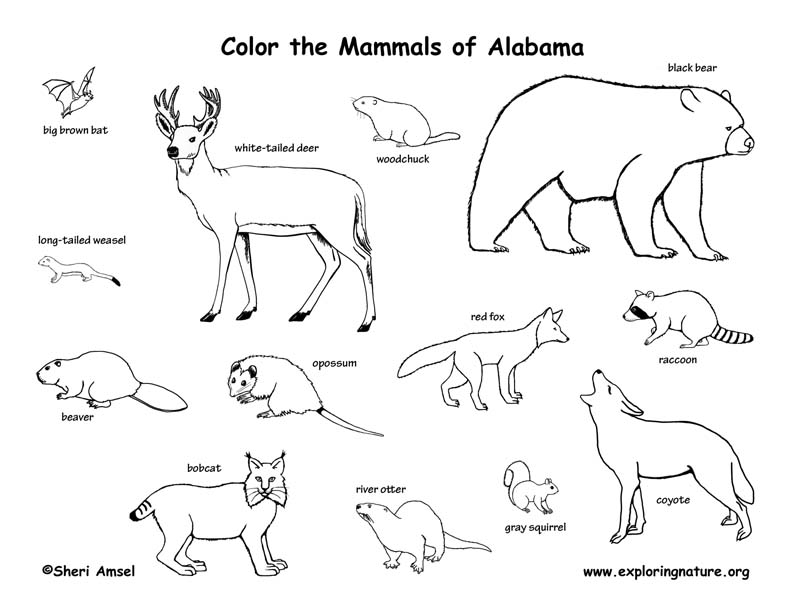 Color the Mammals of Alabama
black bear
big brown bat
white-tailed deer
woodchuck
long-tailed weasel
red fox
raccoon
opossum
beaver
bobcat
river otter
gray squirrel
coyote
©Sheri Amsel
www.exploringnature.org